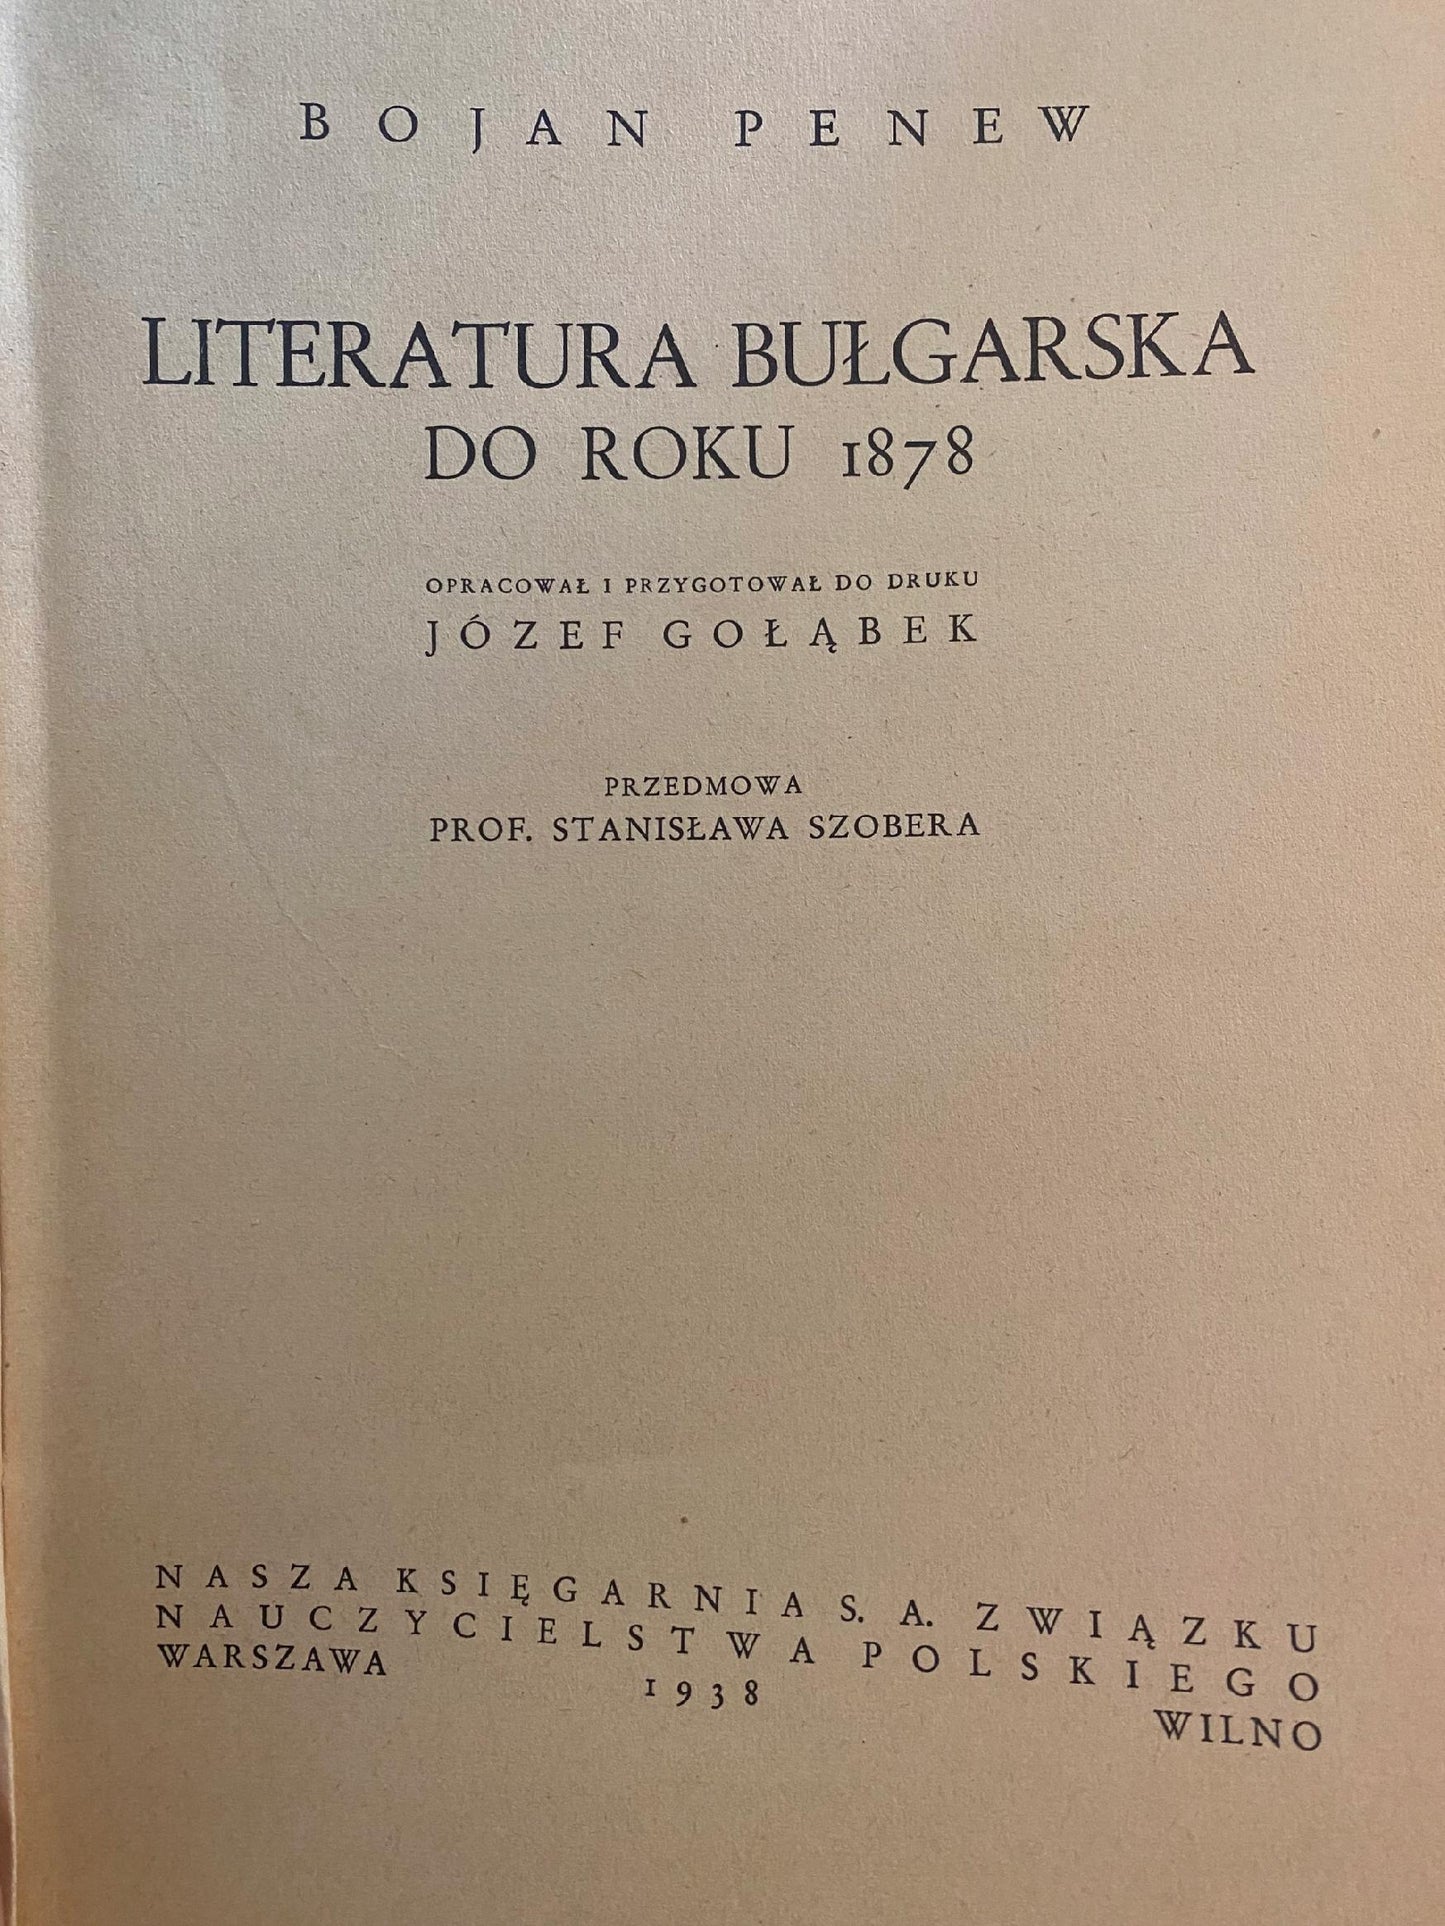 BOJAN PENEW
LITERATURA BUŁGARSKA
DO ROKU 1878
OPRACOWAŁ I PRZYGOTOWAŁ DO DRUKU
JÓZEF GOŁĄBEK
PRZEDMOWA
PROF. STANISŁAWA SZOBERA
NASZA KSIĘGARNIA S. A. ZWIĄZKU
NAUCZYCIELSTWA POLSKIEGO
WARSZAWA 1938 WILNO